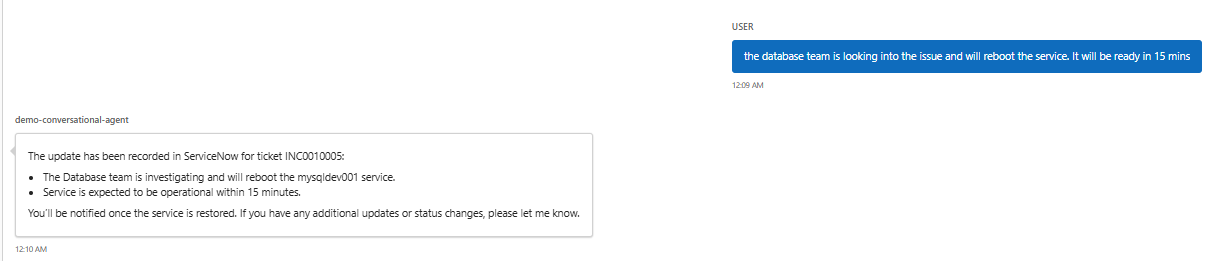 USER
the database team is looking into the issue and will reboot the service. It will be ready in 15 mins
12:09 AM
demo-conversational-agent
The update has been recorded in ServiceNow for ticket INC0010005:
• The Database team is investigating and will reboot the mysqldev001 service.
• Service is expected to be operational within 15 minutes.
You'll be notified once the service is restored. If you have any additional updates or status changes, please let me know.
12:10 AM